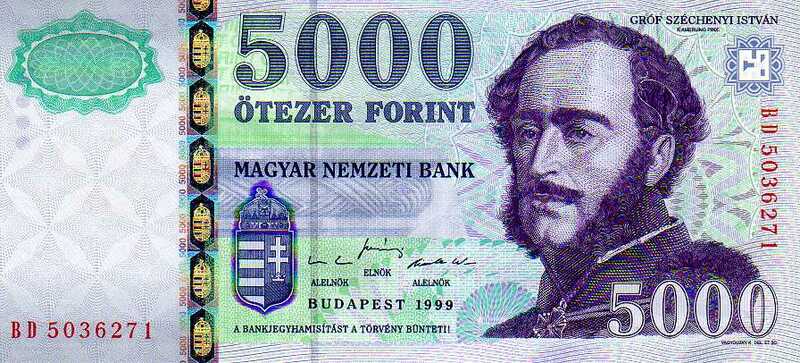 5000
ÖTEZER FORINT
MAGYAR NEMZETI BANK
GRÓF SZÉCHENYI ISTVÁN
BD 5036271
ALELNÖK
ELNÖK
ALELNÖK
BUDAPEST 1999
A BANKJEGYHAMISÍTÁST A TÖRVÉNY BÜNTETI!
BD 5036271
5000